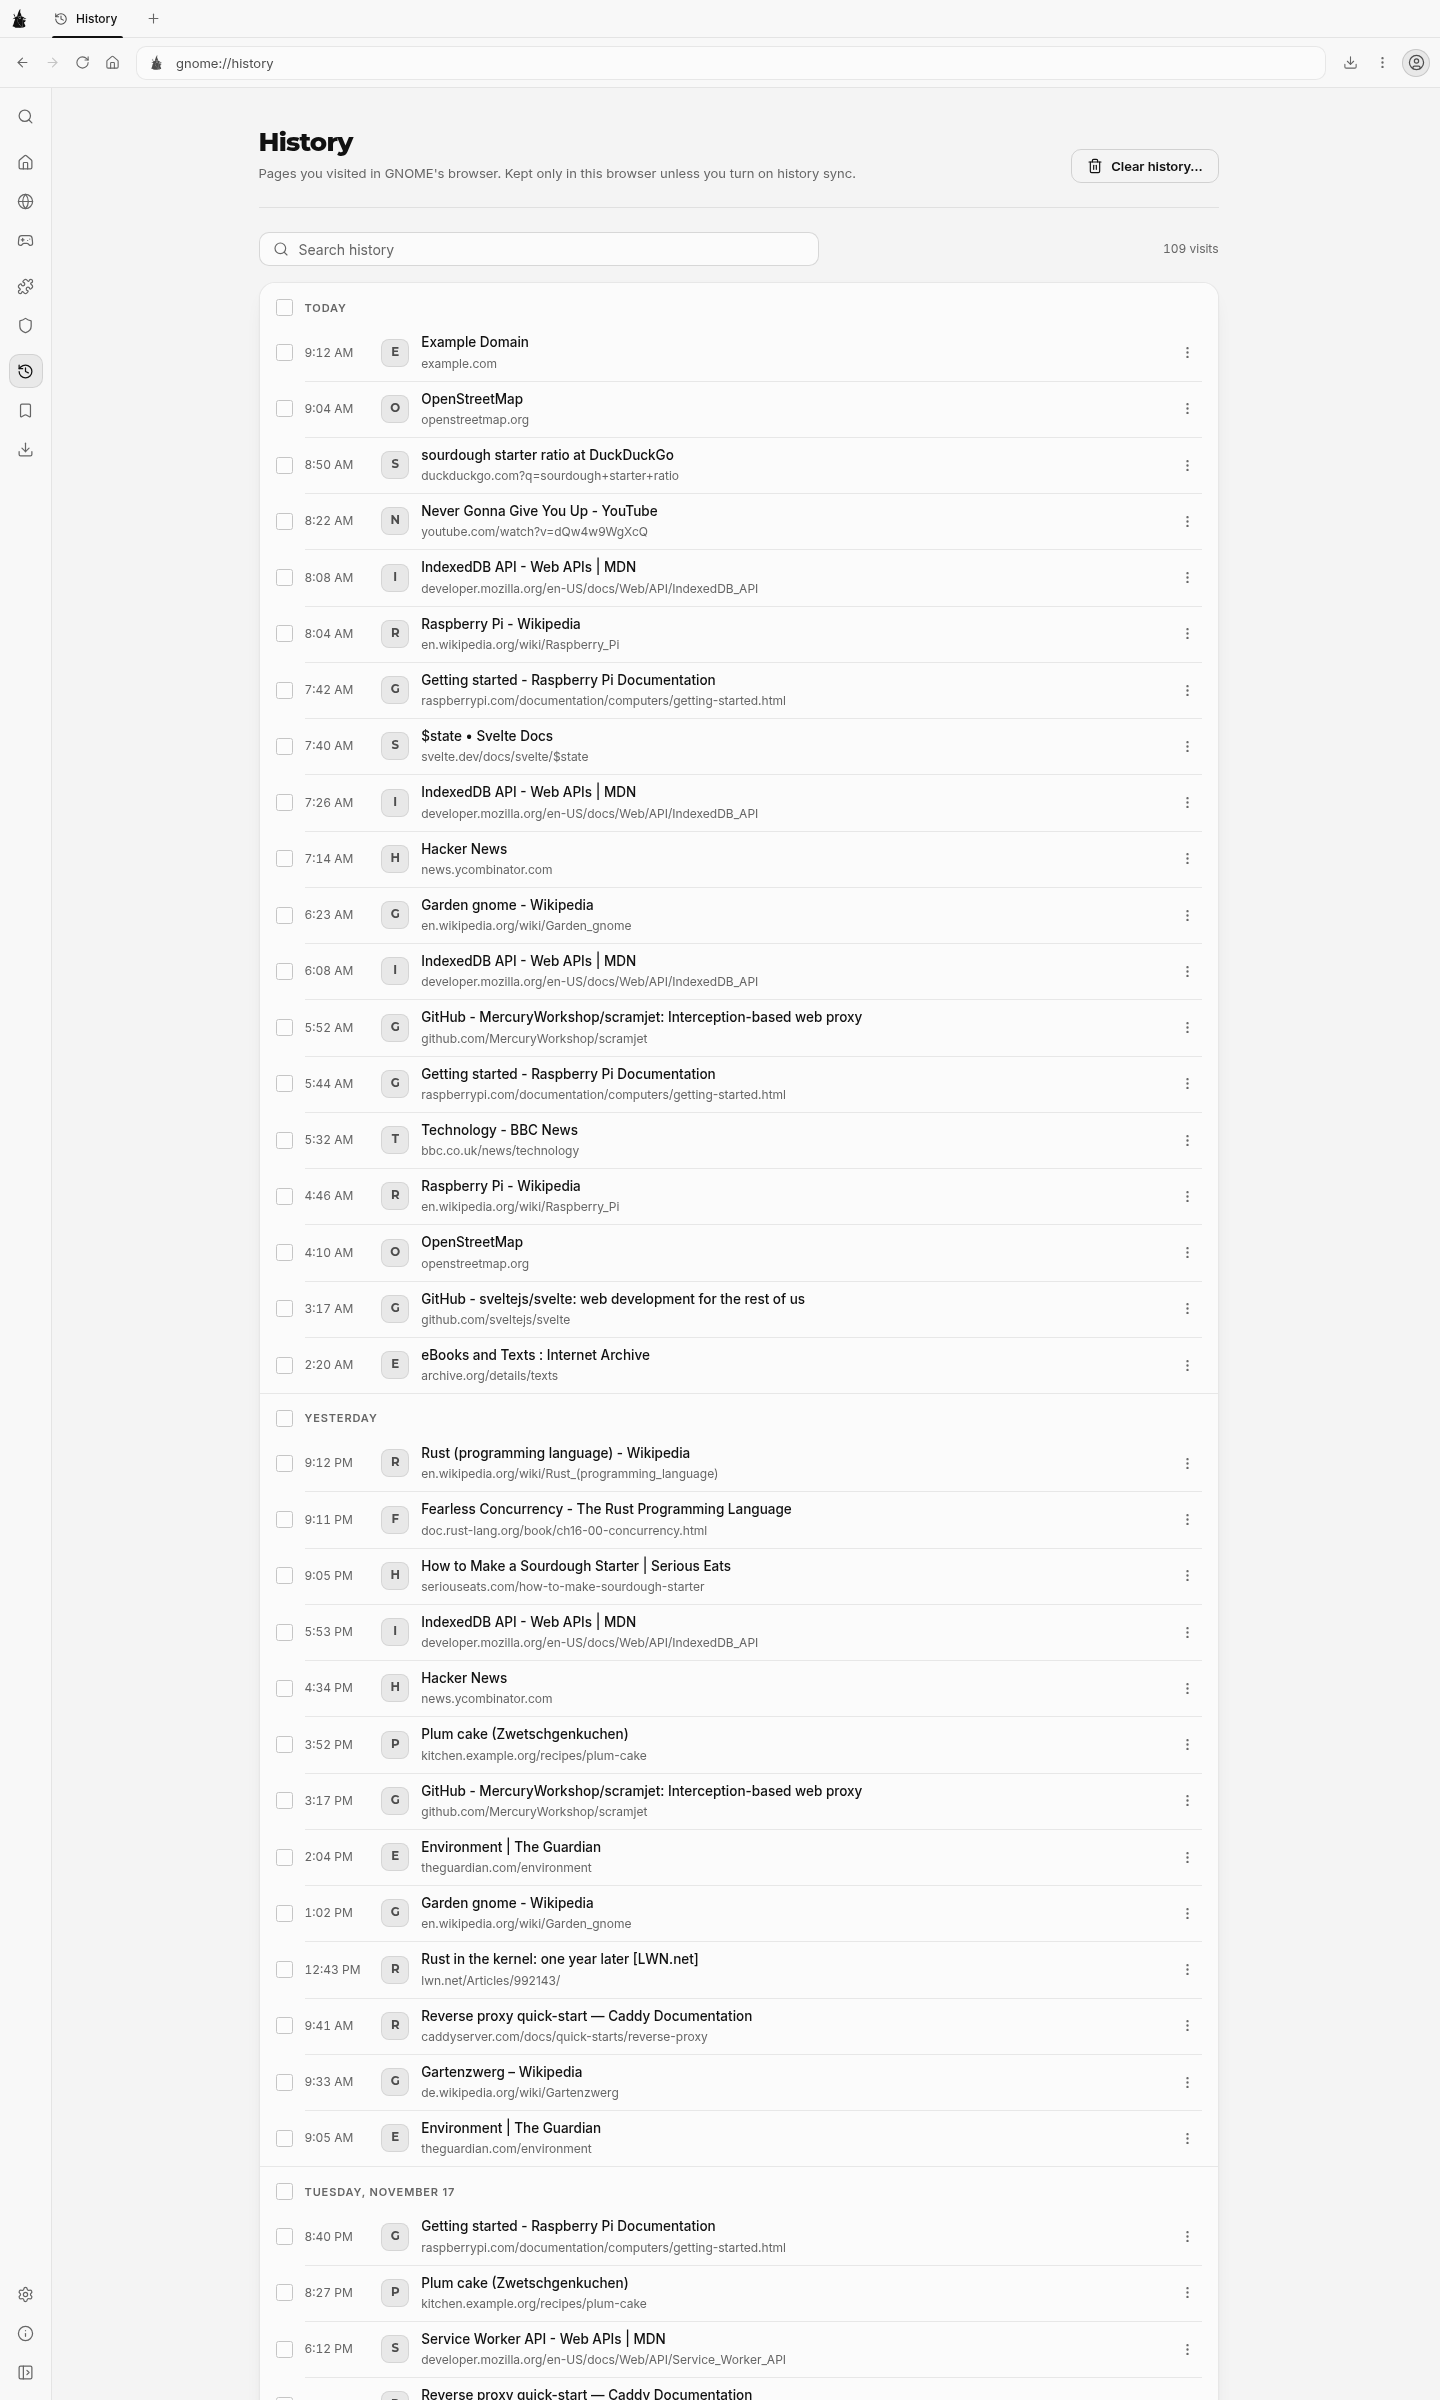 History
gnome://history
History
Pages you visited in GNOME's browser. Kept only in this browser unless you turn on history sync.
Clear history...
Search history
109 visits
TODAY
9:12 AM
E
Example Domain
example.com
9:04 AM
O
OpenStreetMap
openstreetmap.org
8:50 AM
S
sourdough starter ratio at DuckDuckGo
duckduckgo.com?q=sourdough+starter+ratio
8:22 AM
N
Never Gonna Give You Up - YouTube
youtube.com/watch?v=dQw4w9WgXcQ
8:08 AM
I
IndexedDB API - Web APIs | MDN
developer.mozilla.org/en-US/docs/Web/API/IndexedDB_API
8:04 AM
R
Raspberry Pi - Wikipedia
en.wikipedia.org/wiki/Raspberry_Pi
7:42 AM
G
Getting started - Raspberry Pi Documentation
raspberrypi.com/documentation/computers/getting-started.html
7:40 AM
S
$state • Svelte Docs
svelte.dev/docs/svelte/$state
7:26 AM
I
IndexedDB API - Web APIs | MDN
developer.mozilla.org/en-US/docs/Web/API/IndexedDB_API
7:14 AM
H
Hacker News
news.ycombinator.com
6:23 AM
G
Garden gnome - Wikipedia
en.wikipedia.org/wiki/Garden_gnome
6:08 AM
I
IndexedDB API - Web APIs | MDN
developer.mozilla.org/en-US/docs/Web/API/IndexedDB_API
5:52 AM
G
GitHub - MercuryWorkshop/scramjet: Interception-based web proxy
github.com/MercuryWorkshop/scramjet
5:44 AM
G
Getting started - Raspberry Pi Documentation
raspberrypi.com/documentation/computers/getting-started.html
5:32 AM
T
Technology - BBC News
bbc.co.uk/news/technology
4:46 AM
R
Raspberry Pi - Wikipedia
en.wikipedia.org/wiki/Raspberry_Pi
4:10 AM
O
OpenStreetMap
openstreetmap.org
3:17 AM
G
GitHub - sveltejs/svelte: web development for the rest of us
github.com/sveltejs/svelte
2:20 AM
E
eBooks and Texts : Internet Archive
archive.org/details/texts
YESTERDAY
9:12 PM
R
Rust (programming language) - Wikipedia
en.wikipedia.org/wiki/Rust_(programming_language)
9:11 PM
F
Fearless Concurrency - The Rust Programming Language
doc.rust-lang.org/book/ch16-00-concurrency.html
9:05 PM
H
How to Make a Sourdough Starter | Serious Eats
seriouseats.com/how-to-make-sourdough-starter
5:53 PM
I
IndexedDB API - Web APIs | MDN
developer.mozilla.org/en-US/docs/Web/API/IndexedDB_API
4:34 PM
H
Hacker News
news.ycombinator.com
3:52 PM
P
Plum cake (Zwetschgenkuchen)
kitchen.example.org/recipes/plum-cake
3:17 PM
G
GitHub - MercuryWorkshop/scramjet: Interception-based web proxy
github.com/MercuryWorkshop/scramjet
2:04 PM
E
Environment | The Guardian
theguardian.com/environment
1:02 PM
G
Garden gnome - Wikipedia
en.wikipedia.org/wiki/Garden_gnome
12:43 PM
R
Rust in the kernel: one year later [LWN.net]
lwn.net/Articles/992143/
9:41 AM
R
Reverse proxy quick-start — Caddy Documentation
caddyserver.com/docs/quick-starts/reverse-proxy
9:33 AM
G
Gartenzwerg – Wikipedia
de.wikipedia.org/wiki/Gartenzwerg
9:05 AM
E
Environment | The Guardian
theguardian.com/environment
TUESDAY, NOVEMBER 17
8:40 PM
G
Getting started - Raspberry Pi Documentation
raspberrypi.com/documentation/computers/getting-started.html
8:27 PM
P
Plum cake (Zwetschgenkuchen)
kitchen.example.org/recipes/plum-cake
6:12 PM
S
Service Worker API - Web APIs | MDN
developer.mozilla.org/en-US/docs/Web/API/Service_Worker_API
Reverse proxy quick-start — Caddy Documentation